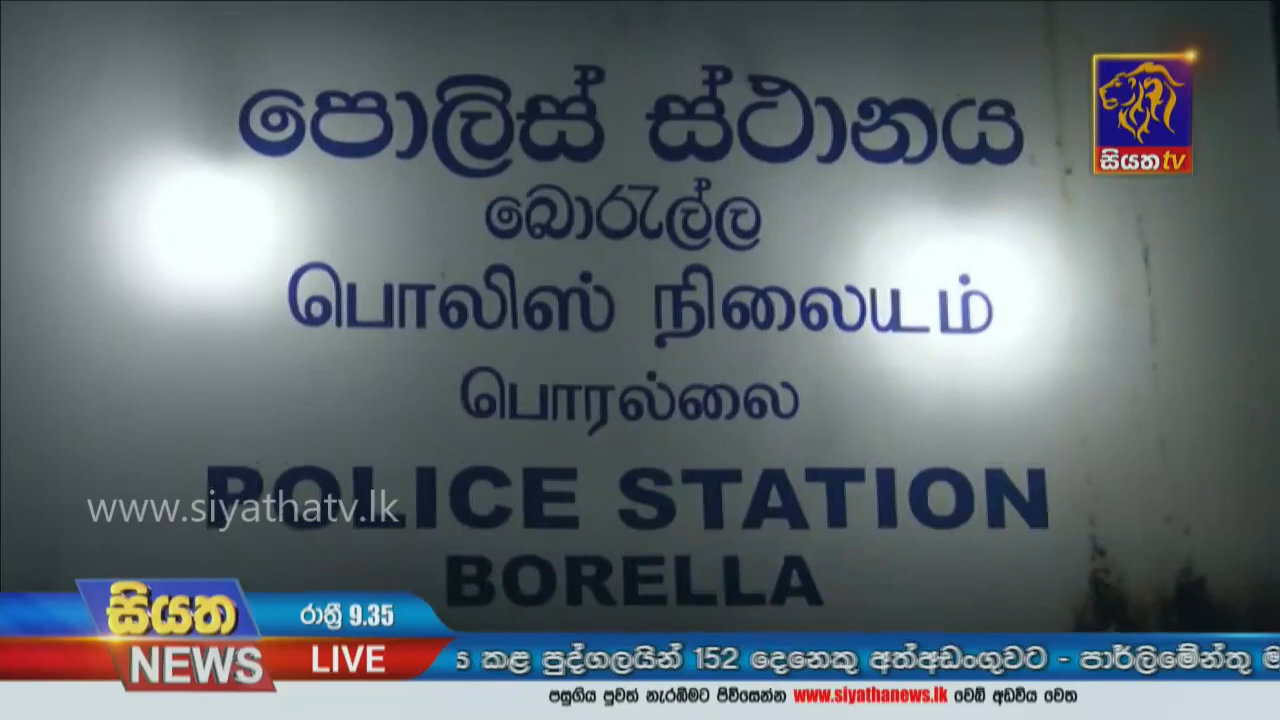 පොලිස් ස්ථානය
සියත tv
බොරැල්ල
பொலிஸ் நிலையம்
பொரல்லை
POLICE STATION
www.siyathatv.lk
BORELLA
සියත
රාත්‍රී 9.35
NEWS
LIVE
ය කළ පුද්ගලයින් 152 දෙනෙකු අත්අඩංගුවට - පාර්ලිමේන්තු ම
පසුගිය පුවත් නැරඹීමට පිවිසෙන්න www.siyathanews.lk වෙබ් අඩවිය වෙත